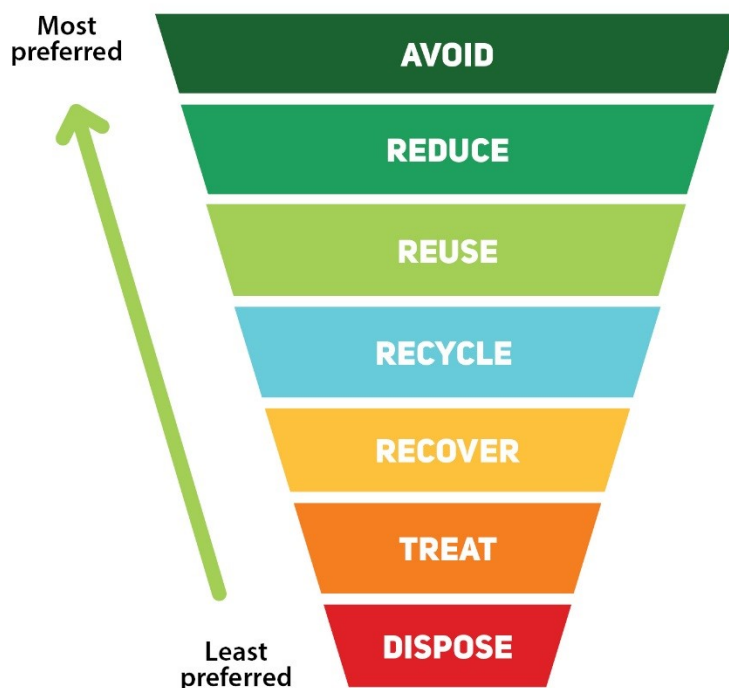 Most
preferred
AVOID
REDUCE
REUSE
RECYCLE
RECOVER
TREAT
DISPOSE
Least
preferred